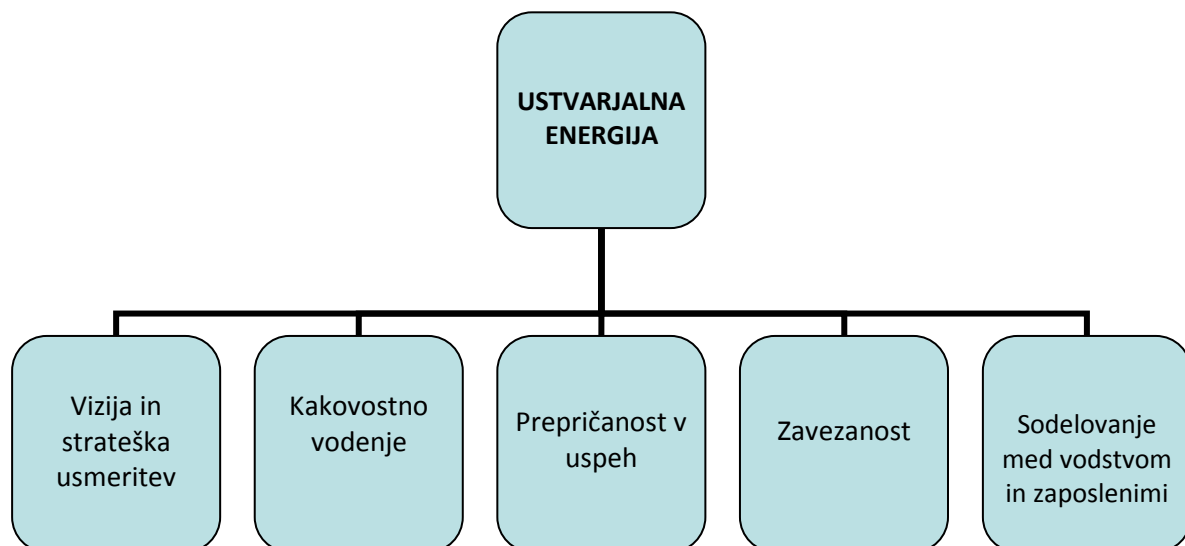 USTVARJALNA
ENERGIJA
Vizija in
strateška
usmeritev
Kakovostno
vodenje
Prepričanost v
uspeh
Zavezanost
Sodelovanje
med vodstvom
in zaposlenimi